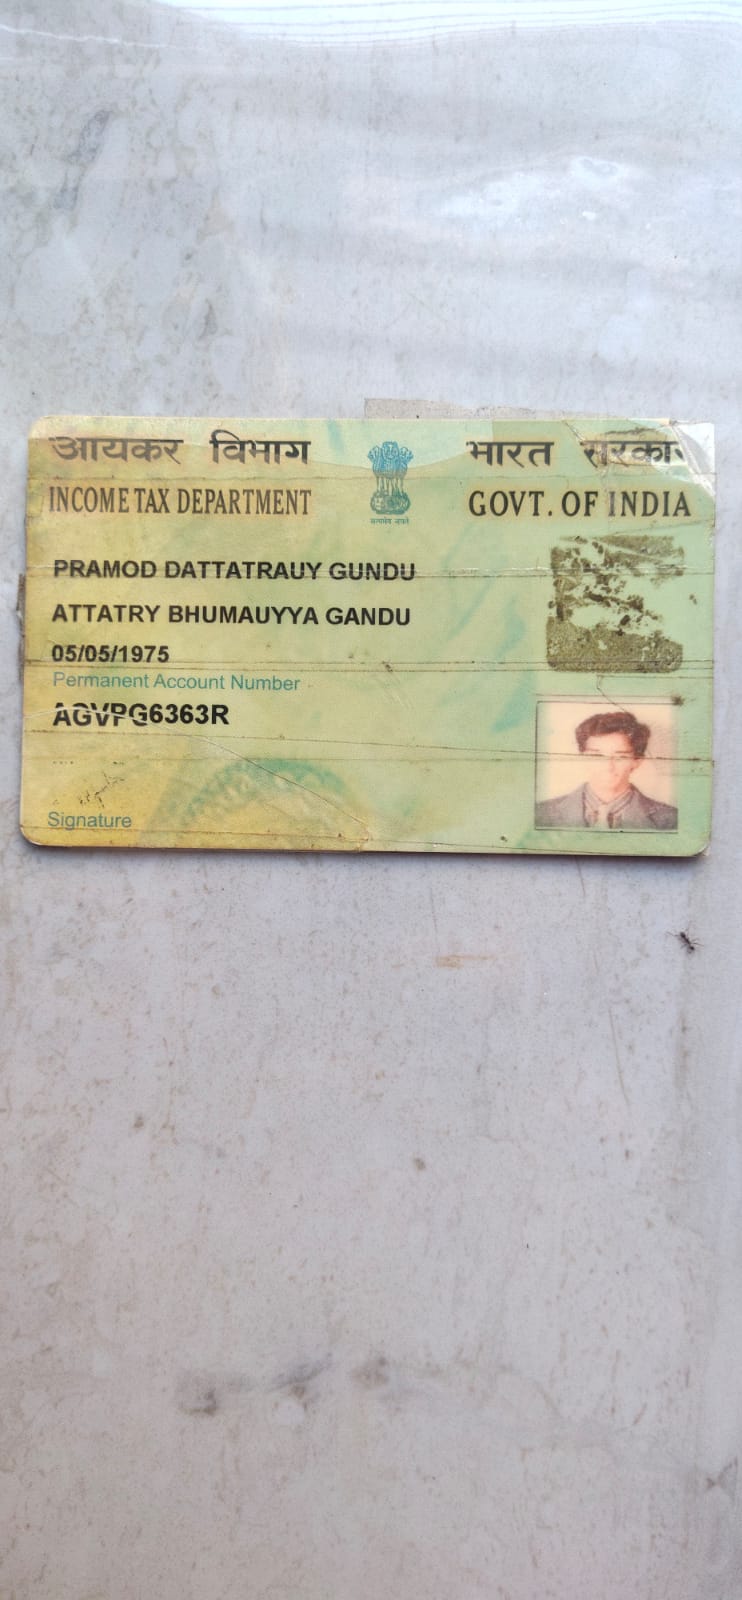 आयकर विभाग
भारत सरकार
INCOME TAX DEPARTMENT
GOVT. OF INDIA
सत्यमेव जयते
PRAMOD DATTATRAUY GUNDU
ATTATRY BHUMAUYYA GANDU
05/05/1975
Permanent Account Number
AGVPG6363R
Signature